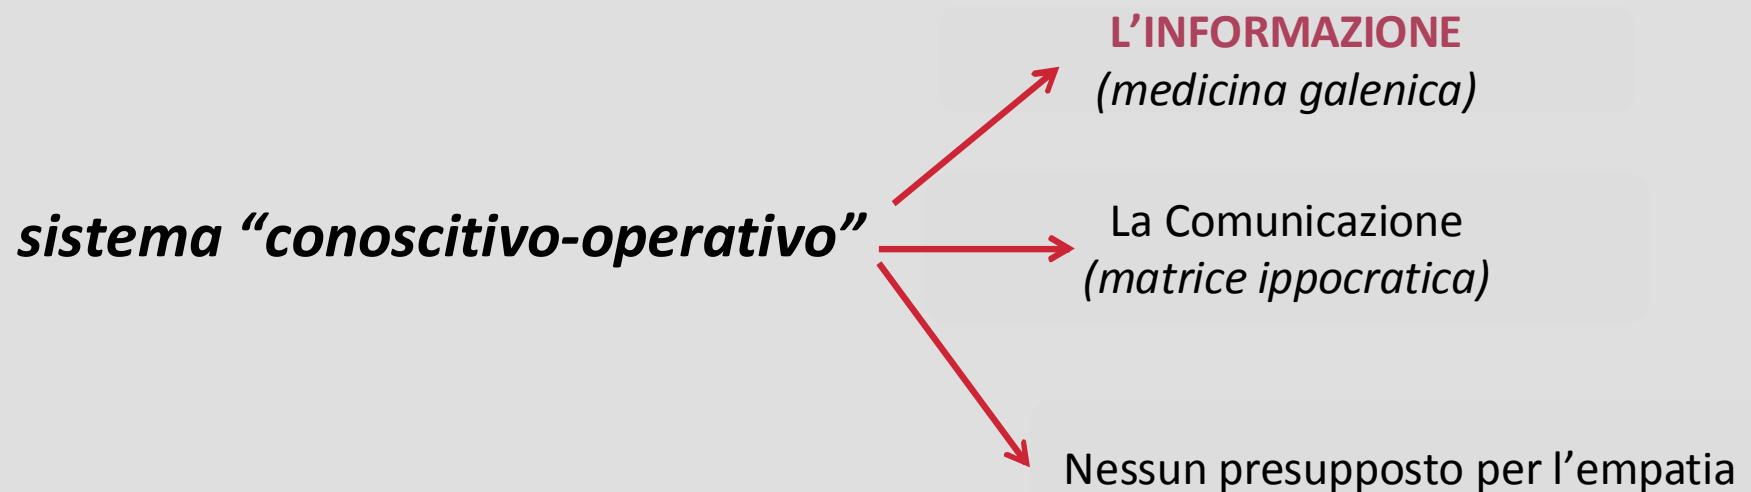 L’INFORMAZIONE
(medicina galenica)
sistema “conoscitivo-operativo”
La Comunicazione
(matrice ippocratica)
Nessun presupposto per l’empatia